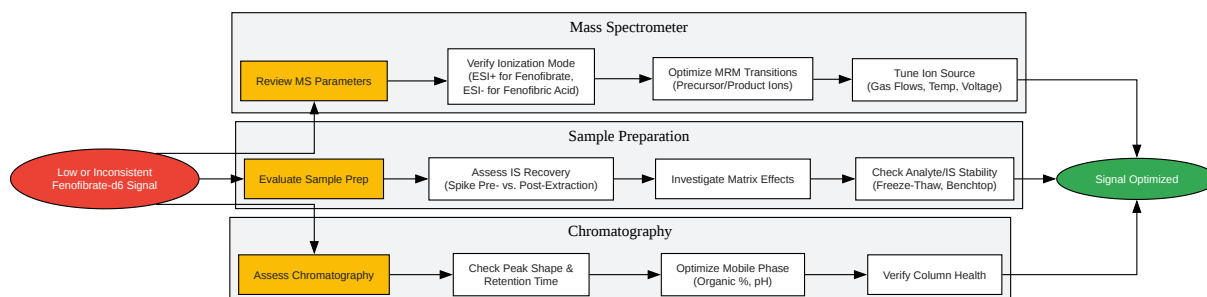 Mass Spectrometer
Review MS Parameters
Verify Ionization Mode
(ESI+ for Fenofibrate,
ESI- for Fenofibric Acid)
Optimize MRM Transitions
(Precursor/Product Ions)
Tune Ion Source
(Gas Flows, Temp, Voltage)
Low or Inconsistent
Fenofibrate-d6 Signal
Sample Preparation
Evaluate Sample Prep
Assess IS Recovery
(Spike Pre- vs. Post-Extraction)
Investigate Matrix Effects
Check Analyte/IS Stability
(Freeze-Thaw, Benchtop)
Signal Optimized
Chromatography
Assess Chromatography
Check Peak Shape &
Retention Time
Optimize Mobile Phase
(Organic %, pH)
Verify Column Health